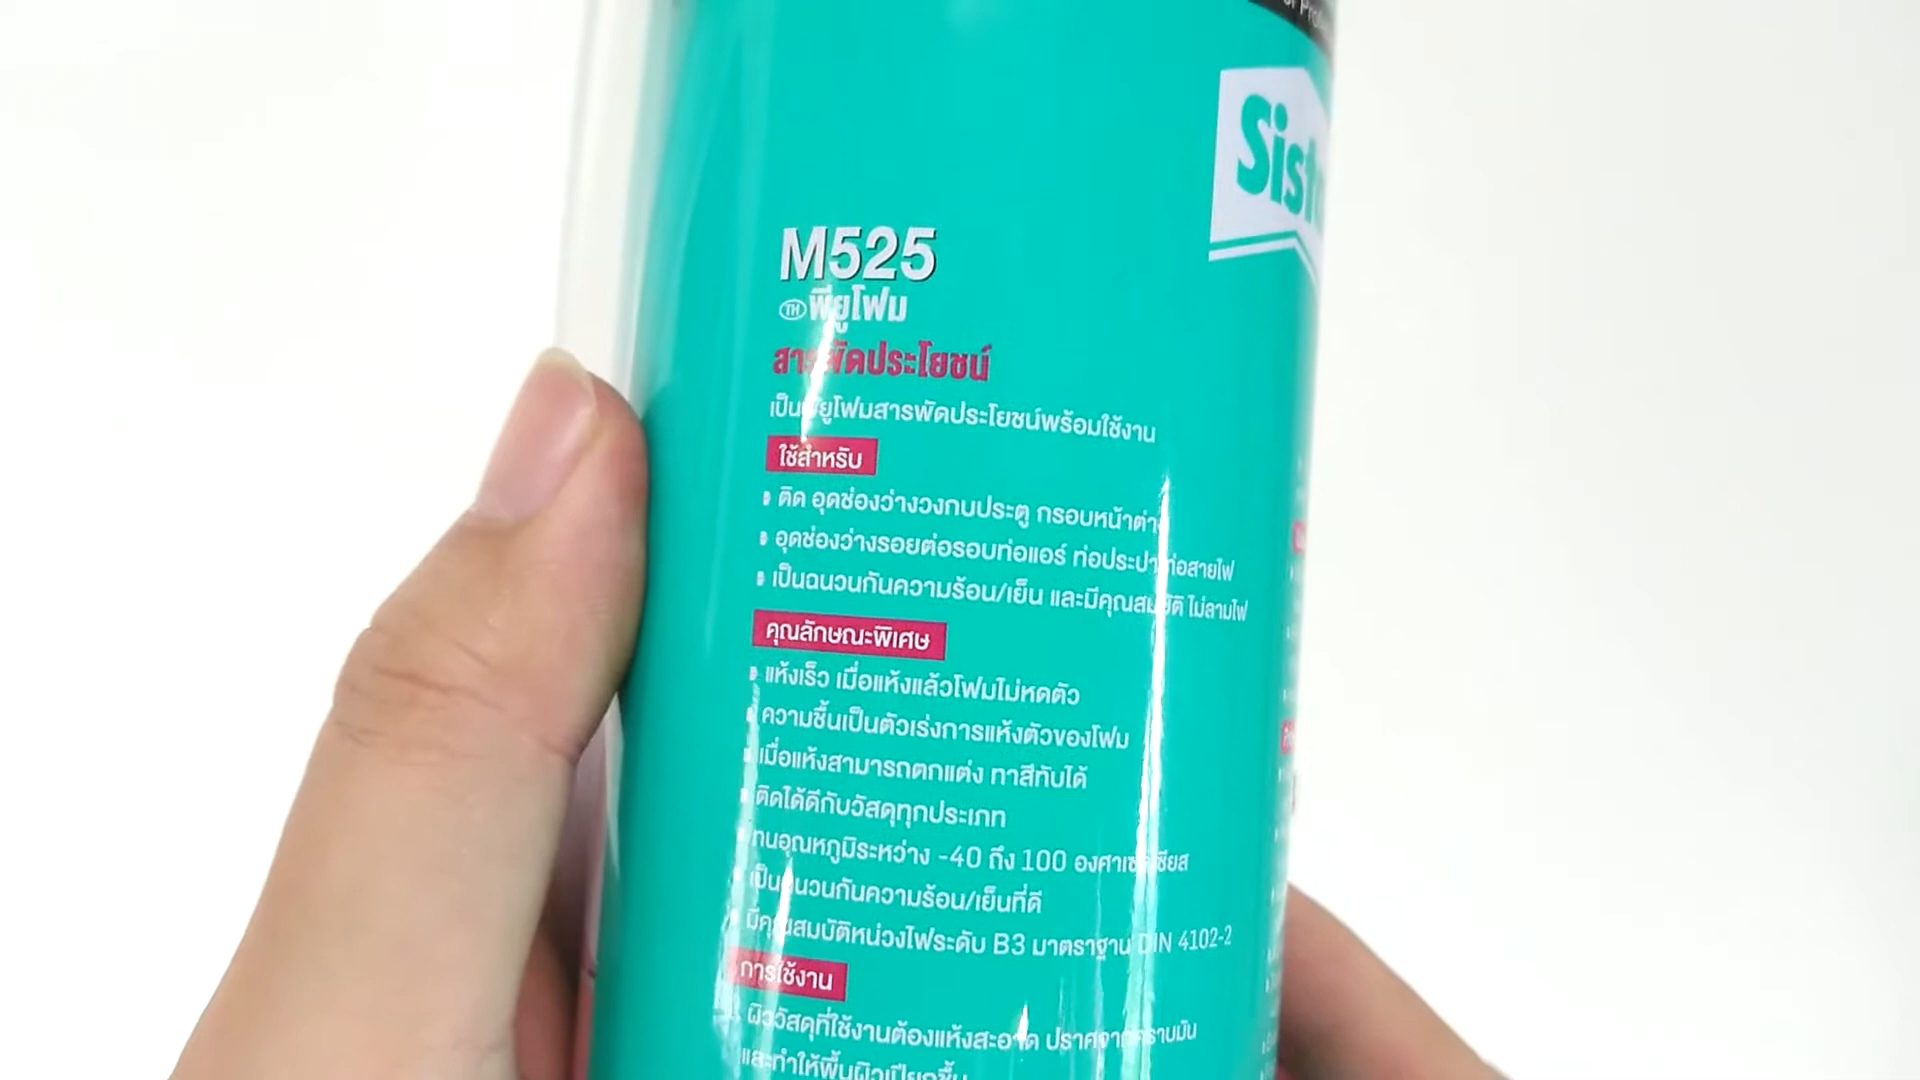 Sist
M525
TH พียูโฟม
สารพัดประโยชน์
เป็นพียูโฟมสารพัดประโยชน์พร้อมใช้งาน
ใช้สำหรับ
ติด อุดช่องว่างวงกบประตู กรอบหน้าต่าง
อุดช่องว่างรอยต่อรอบท่อแอร์ ท่อประปา ท่อสายไฟ
เป็นฉนวนกันความร้อน/เย็น และมีคุณสมบัติ ไม่ลามไฟ
คุณลักษณะพิเศษ
แห้งเร็ว เมื่อแห้งแล้วโฟมไม่หดตัว
ความชื้นเป็นตัวเร่งการแห้งตัวของโฟม
เมื่อแห้งสามารถตกแต่ง ทาสีทับได้
ติดได้ดีกับวัสดุทุกประเภท
ทนอุณหภูมิระหว่าง -40 ถึง 100 องศาเซลเซียส
เป็นฉนวนกันความร้อน/เย็นที่ดี
มีคุณสมบัติหน่วงไฟระดับ B3 มาตราฐาน DIN 4102-2
การใช้งาน
ผิววัสดุที่ใช้งานต้องแห้งสะอาด ปราศจากคราบมัน
และทำให้พื้นผิวเปียกชื้น